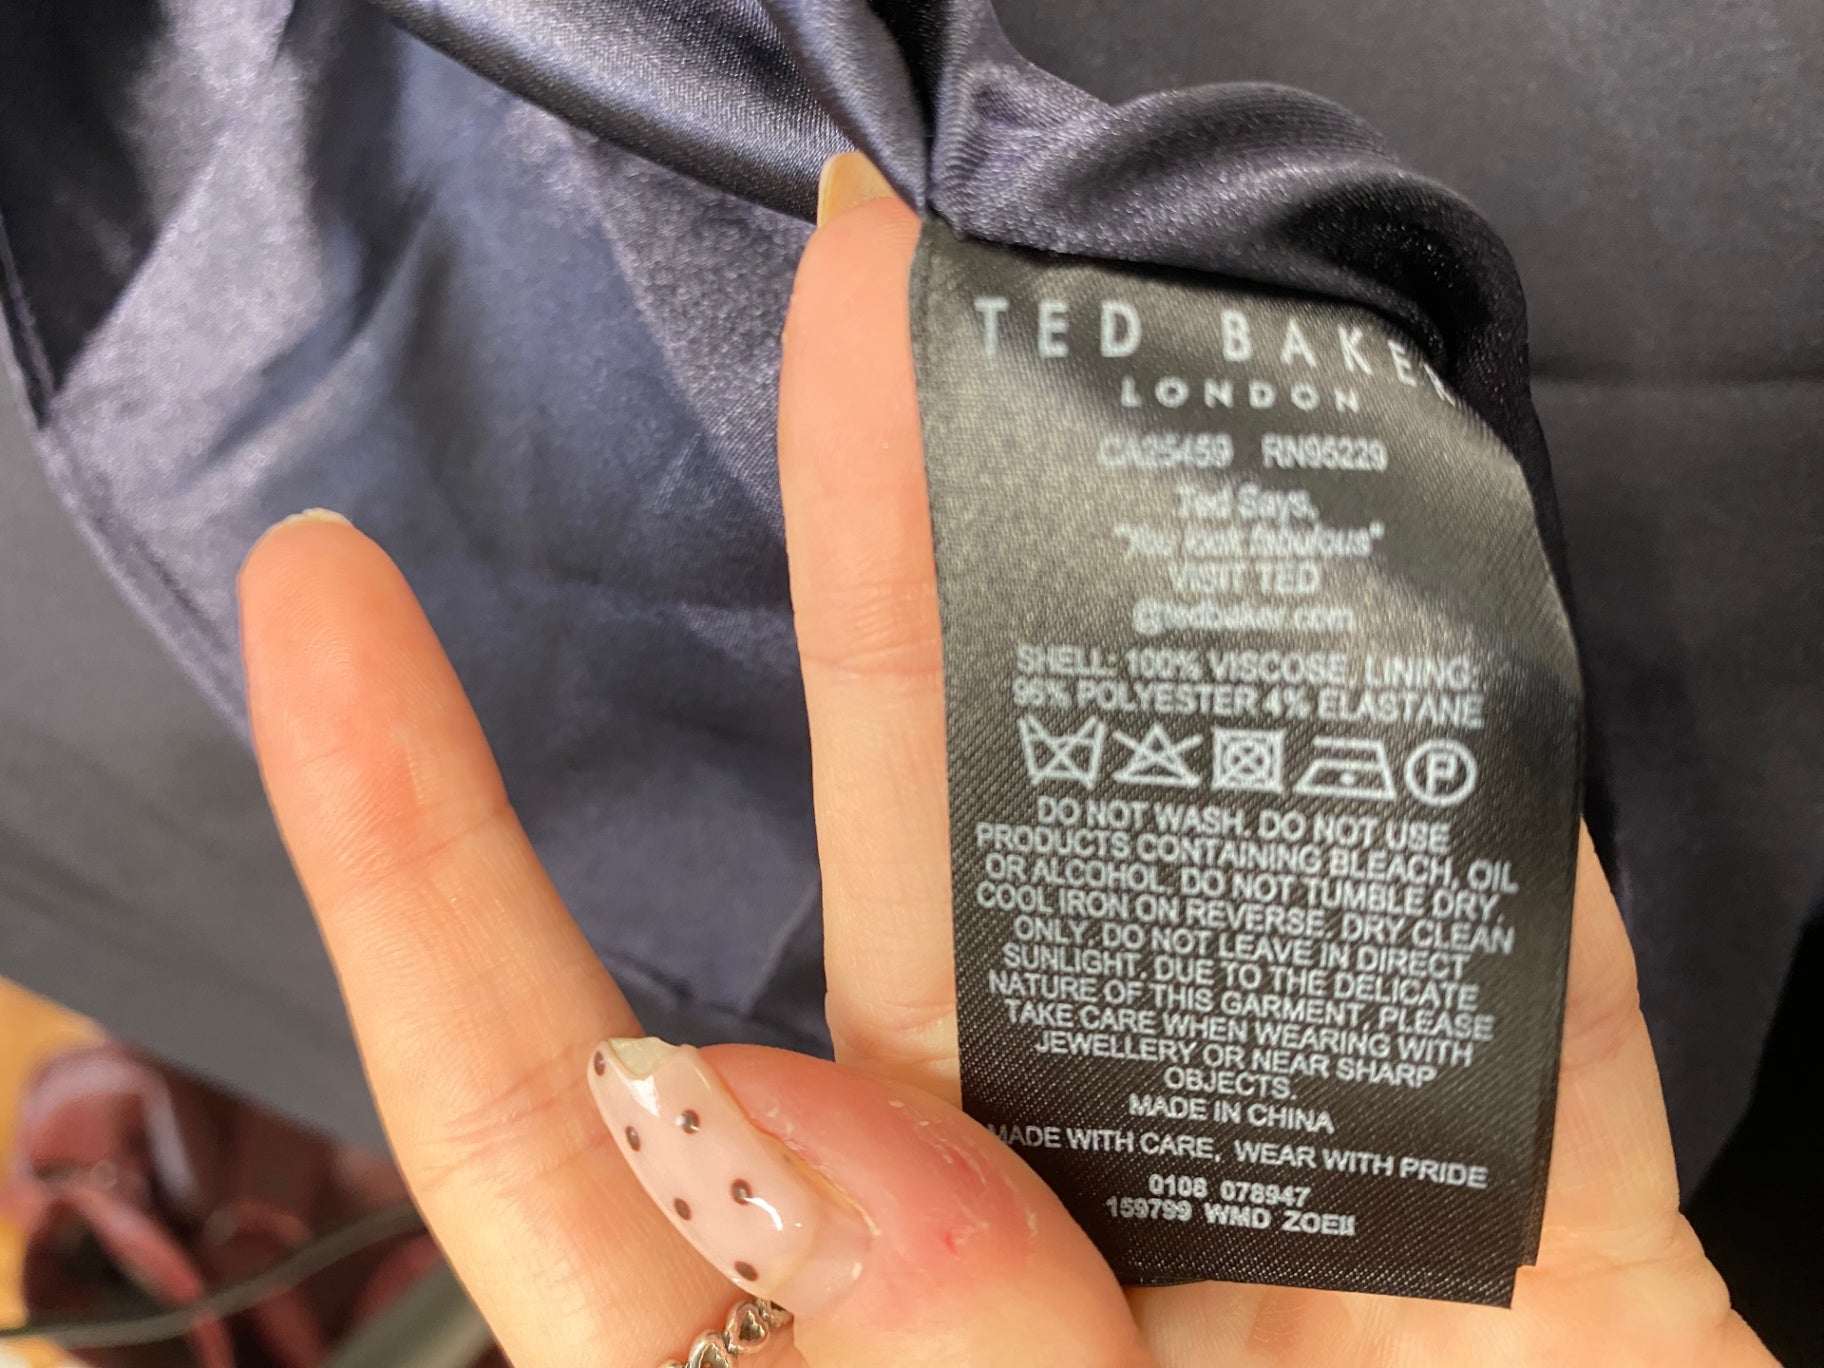 TED BAKER
LONDON
CA25459 RN95229
Ted Says,
VISIT TED
@tedbaker.com
SHELL: 100% VISCOSE. LINING:
96% POLYESTER 4% ELASTANE
P
DO NOT WASH. DO NOT USE
PRODUCTS CONTAINING BLEACH, OIL
OR ALCOHOL. DO NOT TUMBLE DRY.
COOL IRON ON REVERSE. DRY CLEAN
ONLY. DO NOT LEAVE IN DIRECT
SUNLIGHT. DUE TO THE DELICATE
NATURE OF THIS GARMENT, PLEASE
TAKE CARE WHEN WEARING WITH
JEWELLERY OR NEAR SHARP
OBJECTS.
MADE IN CHINA
MADE WITH CARE, WEAR WITH PRIDE
0108 078947
159799 WMD